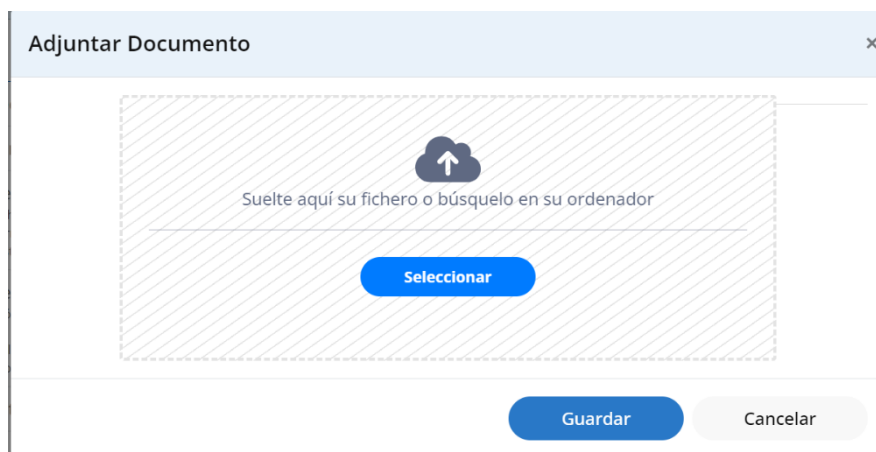 Adjuntar Documento
×
Suelte aquí su fichero o búsquelo en su ordenador
Seleccionar
Guardar
Cancelar